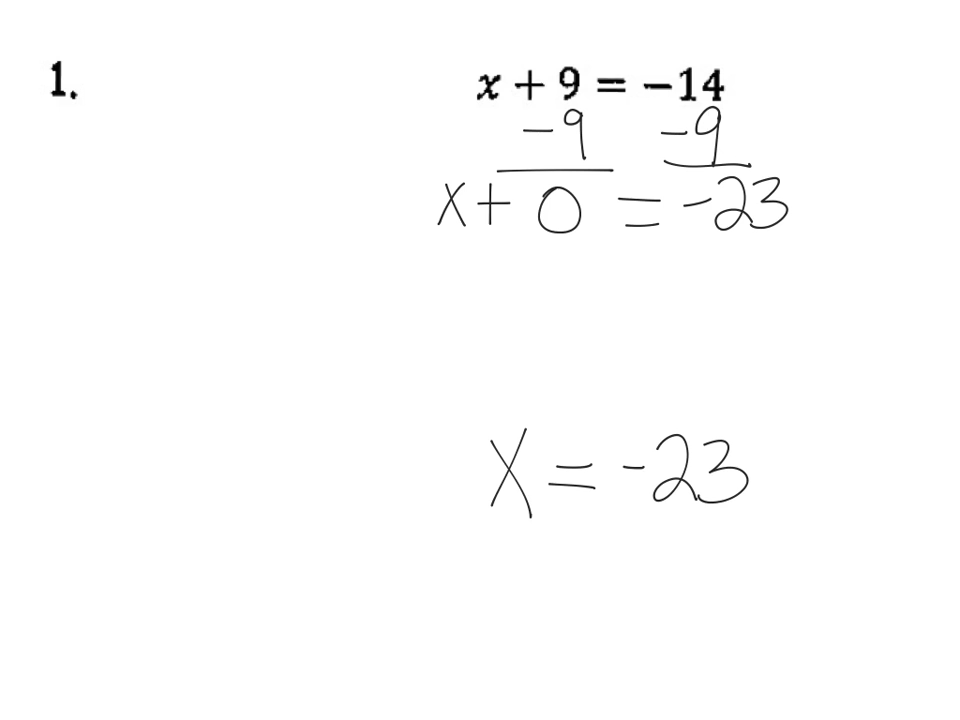 1. x + 9 = −14
-9 -9
x + 0 = -23
x = -23